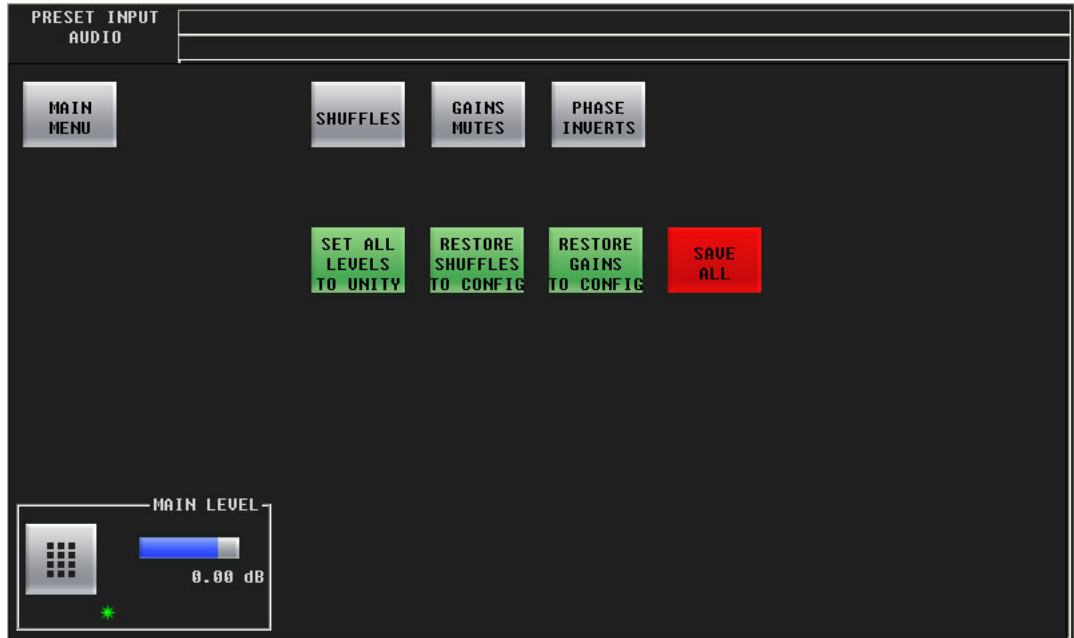 PRESET INPUT
AUDIO
MAIN
MENU
SHUFFLES
GAINS
MUTES
PHASE
INVERTS
SET ALL
LEVELS
TO UNITY
RESTORE
SHUFFLES
TO CONFIG
RESTORE
GAINS
TO CONFIG
SAVE
ALL
MAIN LEVEL
0.00 dB